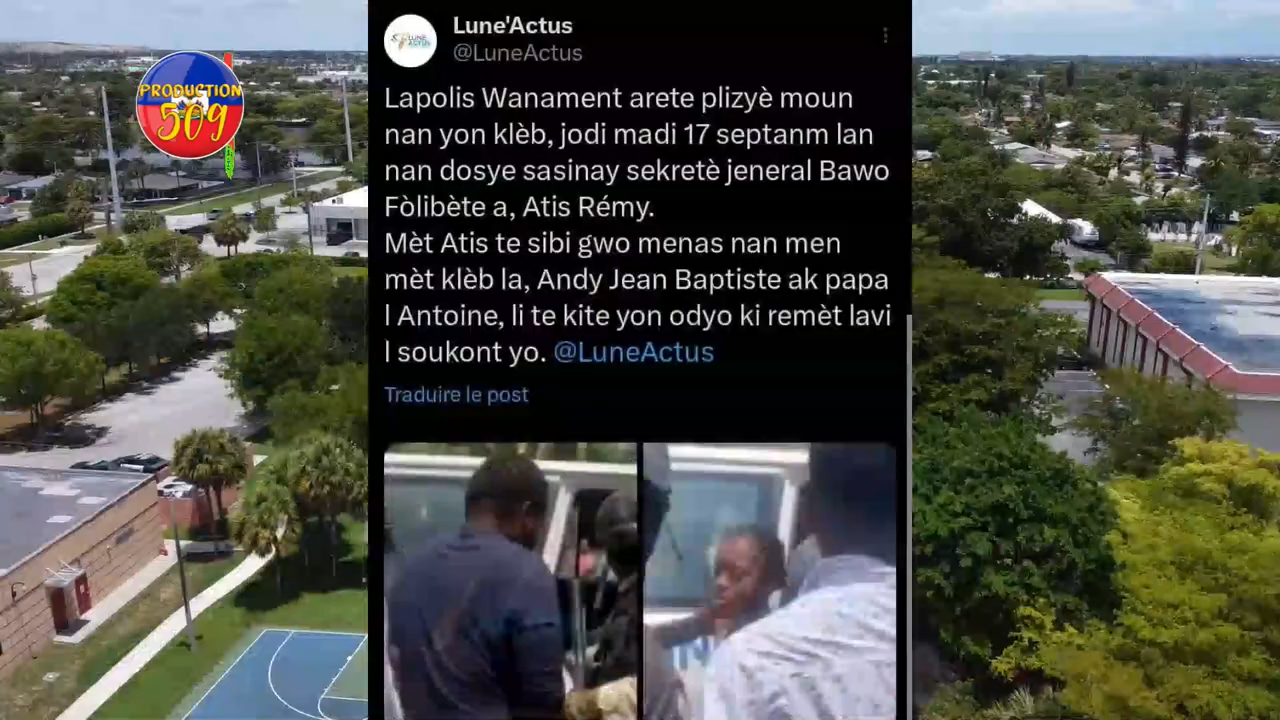 PRODUCTION
509
LUNE
ACTUS
Lune'Actus
@LuneActus
Lapolis Wanament arete plizyè moun
nan yon klèb, jodi madi 17 septanm lan
nan dosye sasinay sekretè jeneral Bawo
Fòlibète a, Atis Rémy.
Mèt Atis te sibi gwo menas nan men
mèt klèb la, Andy Jean Baptiste ak papa
l Antoine, li te kite yon odyo ki remèt lavi
l soukont yo. @LuneActus
Traduire le post